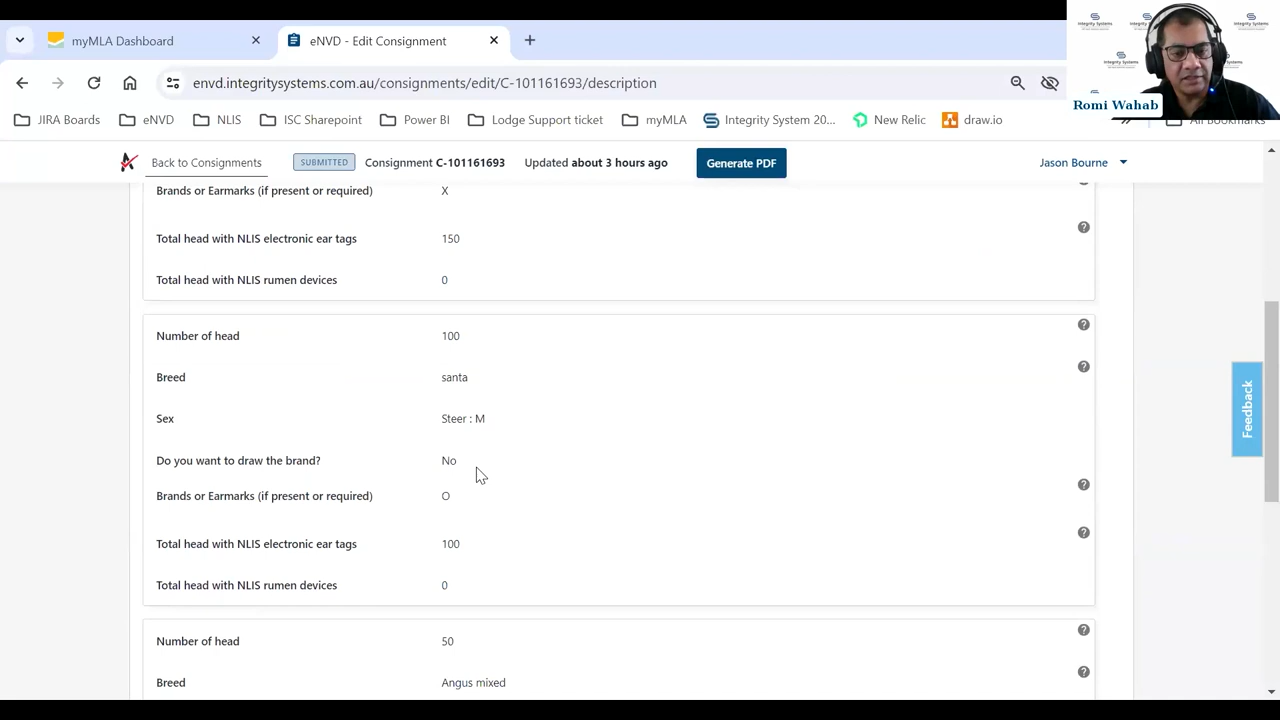 myMLA Dashboard
eNVD - Edit Consignment
envd.integritysystems.com.au/consignments/edit/C-101161693/description
JIRA Boards eNVD NLIS ISC Sharepoint Power BI Lodge Support ticket myMLA Integrity System 20... New Relic draw.io All Bookmarks
Integrity Systems
Romi Wahab
Back to Consignments SUBMITTED Consignment C-101161693 Updated about 3 hours ago Generate PDF Jason Bourne
Brands or Earmarks (if present or required) X
Total head with NLIS electronic ear tags 150
Total head with NLIS rumen devices 0
Number of head 100
Breed santa
Sex Steer : M
Do you want to draw the brand? No
Brands or Earmarks (if present or required) O
Total head with NLIS electronic ear tags 100
Total head with NLIS rumen devices 0
Number of head 50
Breed Angus mixed
Feedback